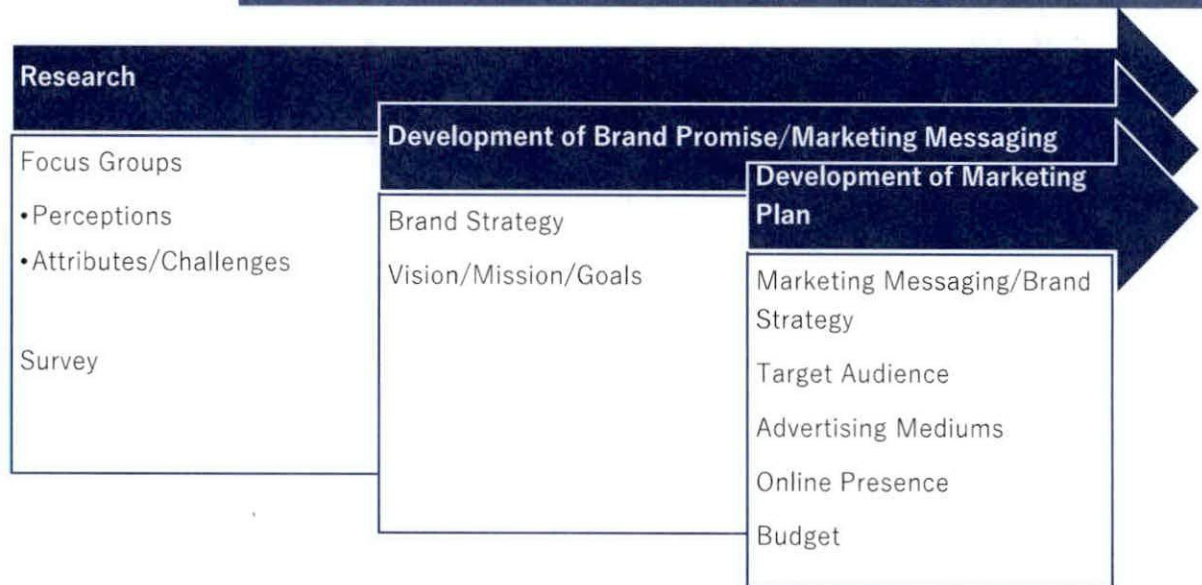 Research
Focus Groups
•Perceptions
•Attributes/Challenges
Survey
Development of Brand Promise/Marketing Messaging
Brand Strategy
Vision/Mission/Goals
Development of Marketing
Plan
Marketing Messaging/Brand
Strategy
Target Audience
Advertising Mediums
Online Presence
Budget